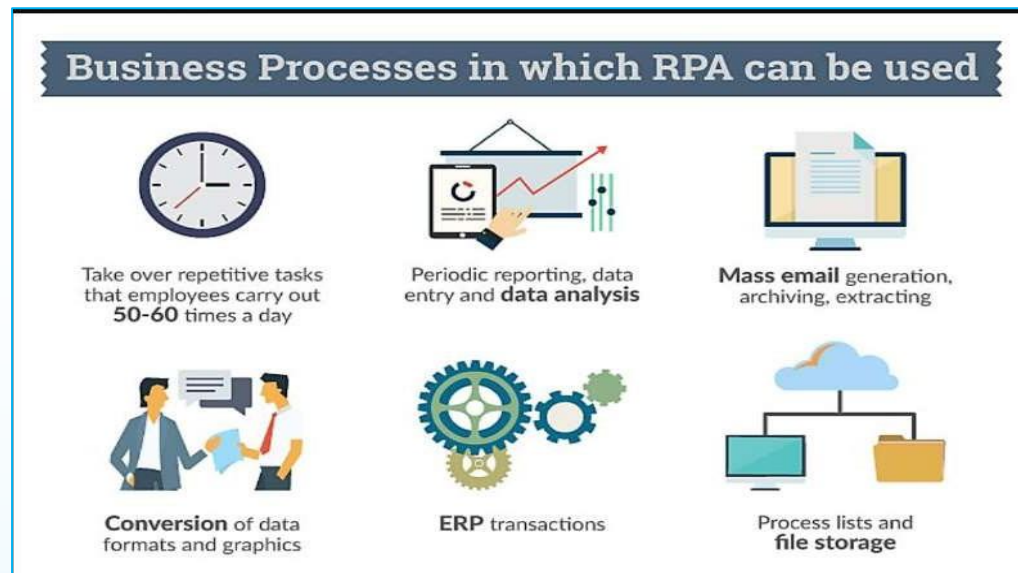 Business Processes in which RPA can be used
Take over repetitive tasks
that employees carry out
50-60 times a day
Periodic reporting, data
entry and data analysis
Mass email generation,
archiving, extracting
Conversion of data
formats and graphics
ERP transactions
Process lists and
file storage